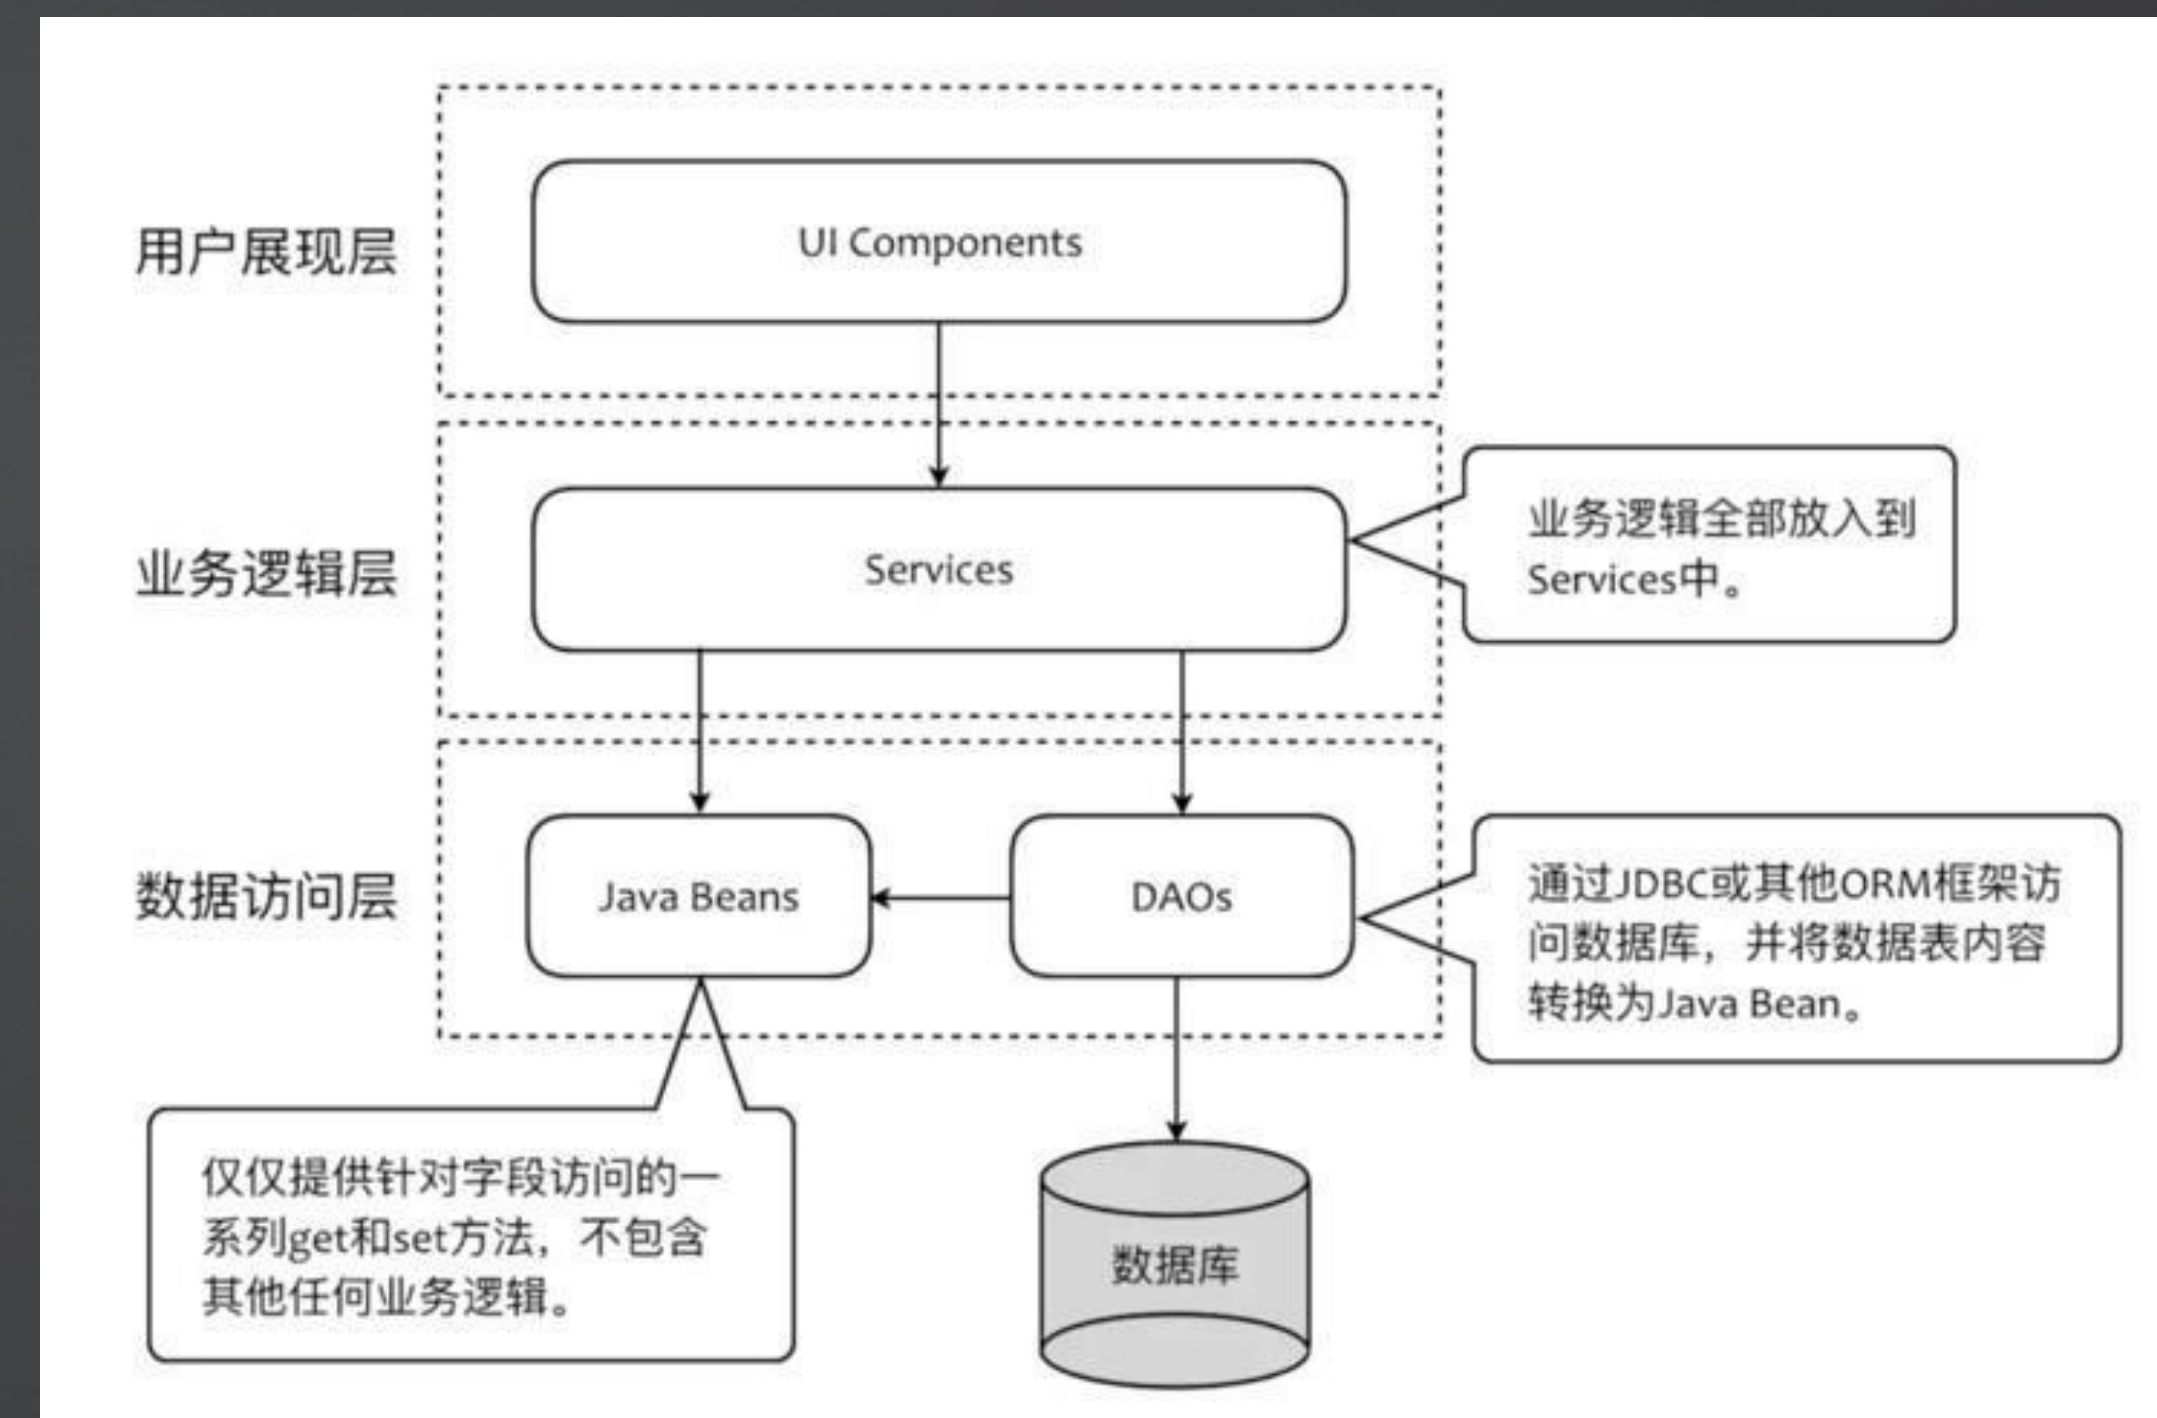 用户展现层
UI Components
业务逻辑层
Services
业务逻辑全部放入到
Services中。
数据访问层
Java Beans
DAOs
通过JDBC或其他ORM框架访
问数据库，并将数据表内容
转换为Java Bean。
仅仅提供针对字段访问的一
系列get和set方法，不包含
其他任何业务逻辑。
数据库